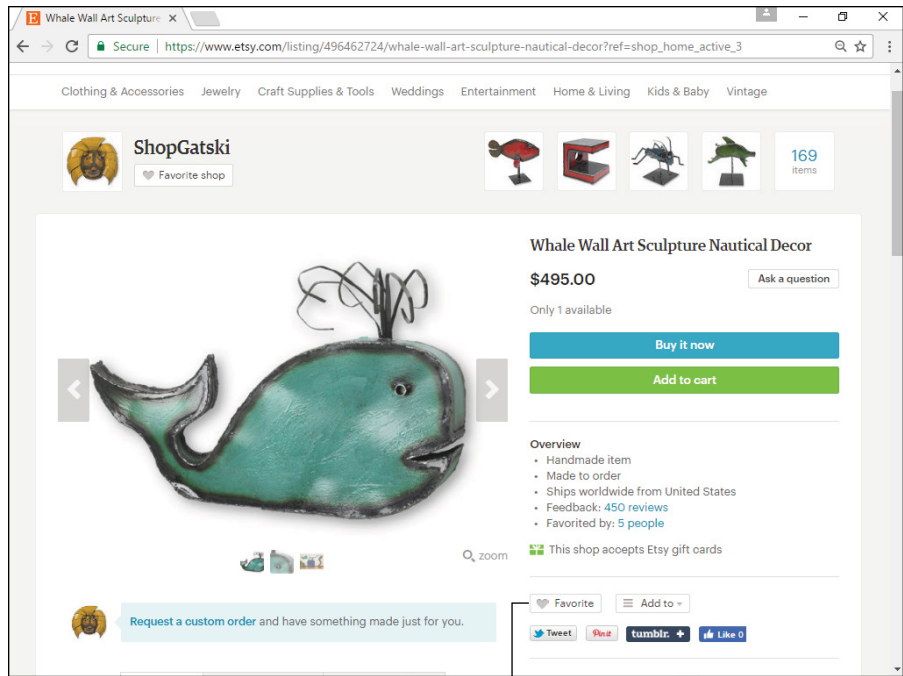 E Whale Wall Art Sculpture
Secure https://www.etsy.com/listing/496462724/whale-wall-art-sculpture-nautical-decor?ref=shop_home_active_3
Clothing & Accessories Jewelry Craft Supplies & Tools Weddings Entertainment Home & Living Kids & Baby Vintage
ShopGatski
Favorite shop
169
items
Whale Wall Art Sculpture Nautical Decor
$495.00 Ask a question
Only 1 available
Buy it now
Add to cart
Overview
• Handmade item
• Made to order
• Ships worldwide from United States
• Feedback: 450 reviews
• Favorited by: 5 people
zoom
This shop accepts Etsy gift cards
Favorite Add to
Request a custom order and have something made just for you.
Tweet Pin it tumblr. + Like 0